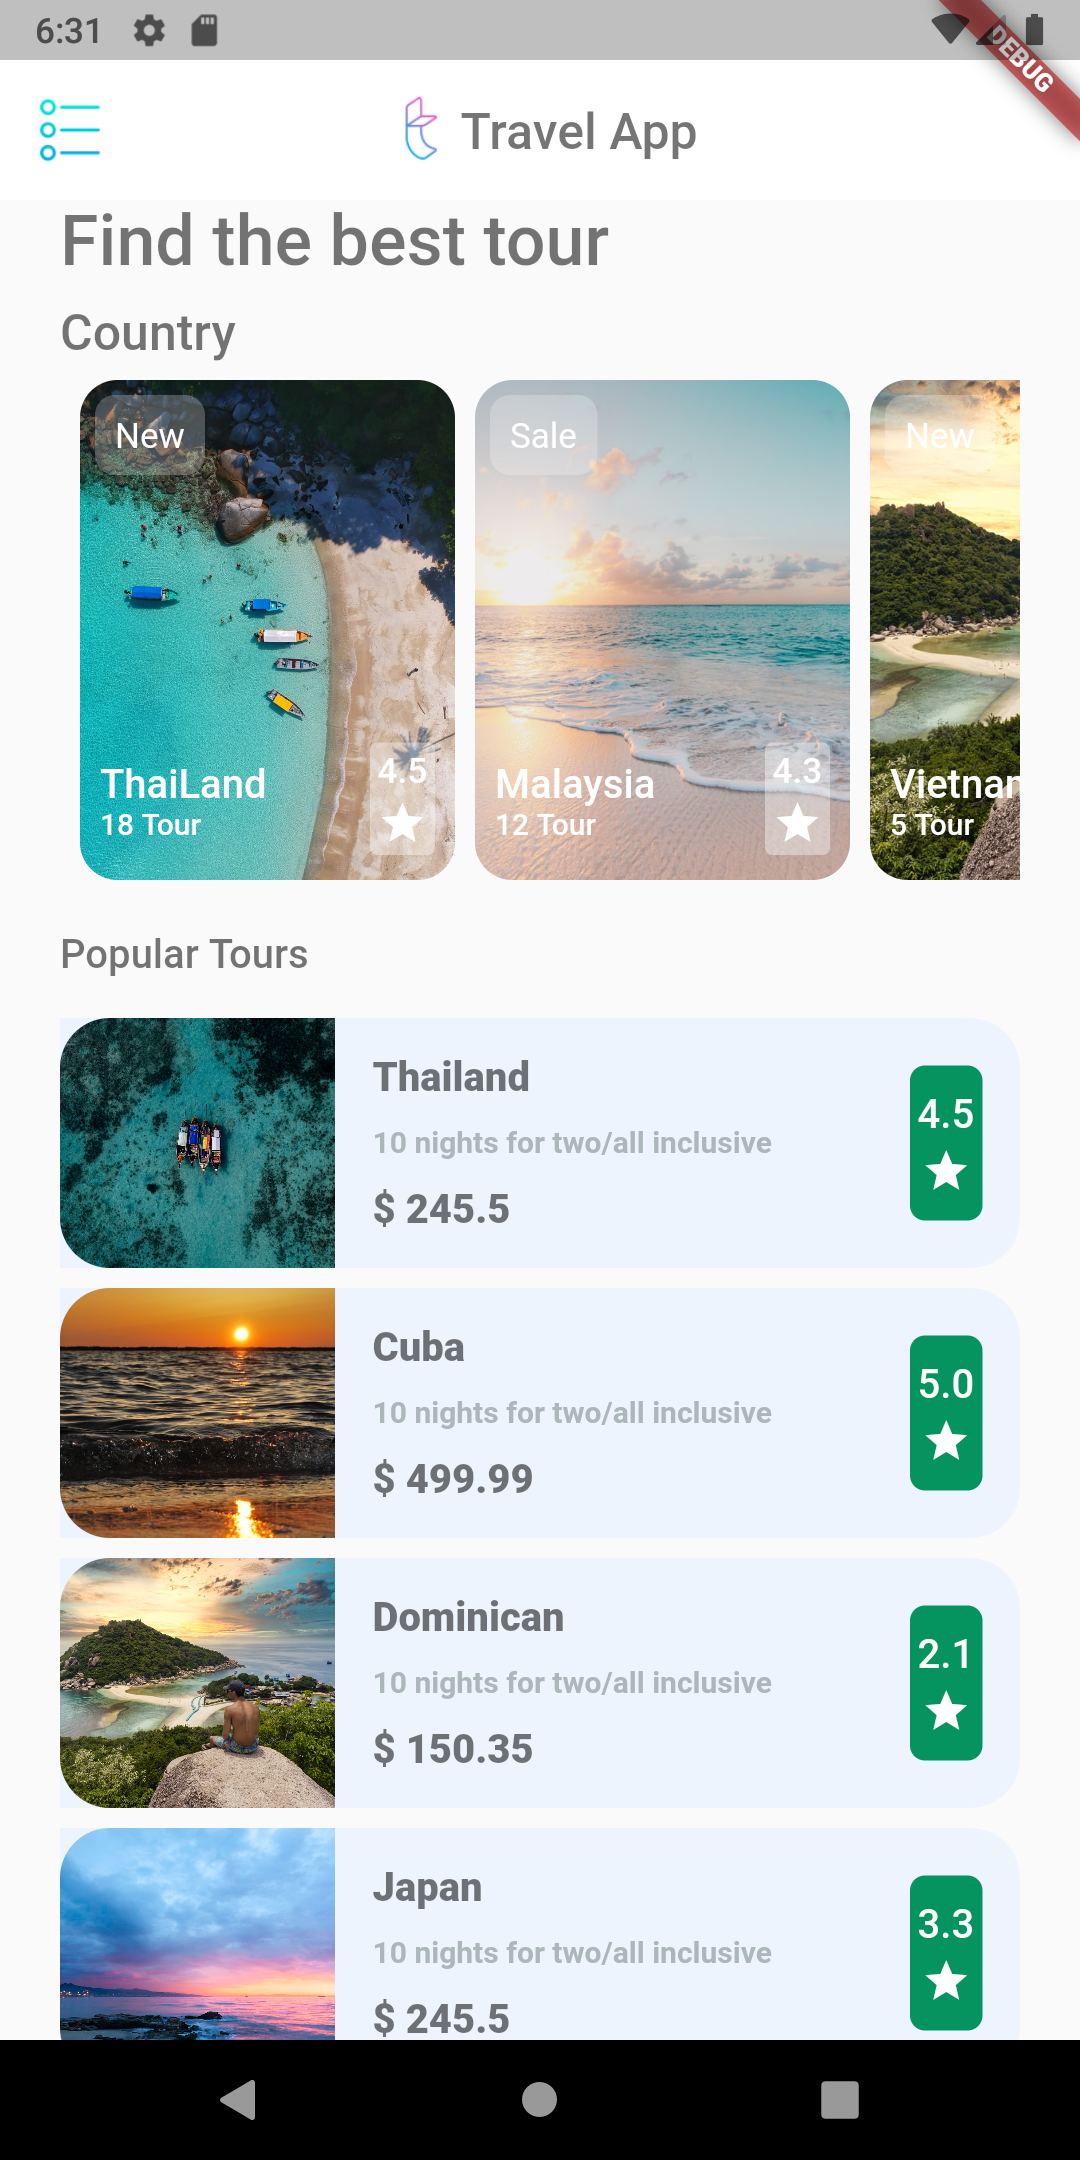 6:31
DEBUG
Travel App
Find the best tour
Country
New
Sale
New
4.5
ThaiLand
18 Tour
4.3
Malaysia
12 Tour
Vietnam
5 Tour
Popular Tours
Thailand
10 nights for two/all inclusive
$ 245.5
4.5
Cuba
10 nights for two/all inclusive
$ 499.99
5.0
Dominican
10 nights for two/all inclusive
$ 150.35
2.1
Japan
10 nights for two/all inclusive
$ 245.5
3.3